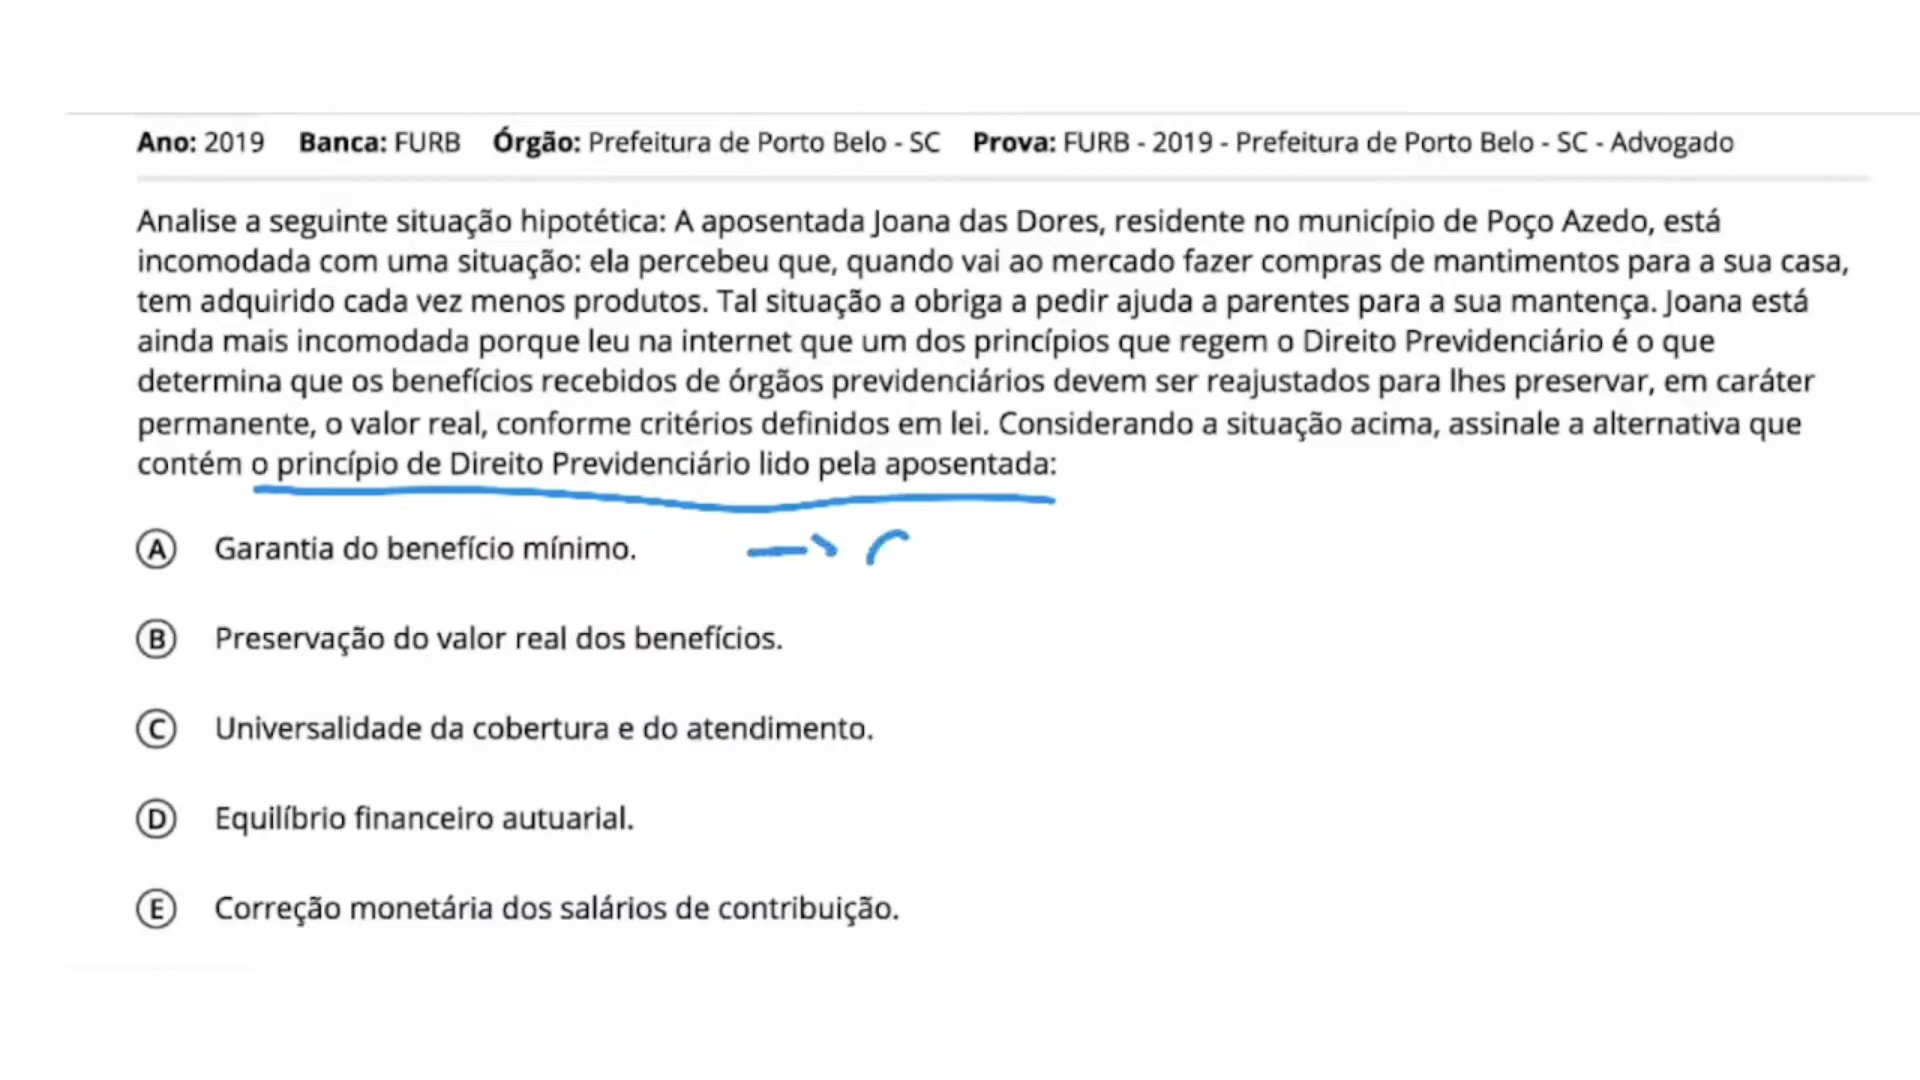 Ano: 2019 Banca: FURB Órgão: Prefeitura de Porto Belo - SC Prova: FURB - 2019 - Prefeitura de Porto Belo - SC - Advogado
Analise a seguinte situação hipotética: A aposentada Joana das Dores, residente no município de Poço Azedo, está
incomodada com uma situação: ela percebeu que, quando vai ao mercado fazer compras de mantimentos para a sua casa,
tem adquirido cada vez menos produtos. Tal situação a obriga a pedir ajuda a parentes para a sua mantença. Joana está
ainda mais incomodada porque leu na internet que um dos princípios que regem o Direito Previdenciário é o que
determina que os benefícios recebidos de órgãos previdenciários devem ser reajustados para lhes preservar, em caráter
permanente, o valor real, conforme critérios definidos em lei. Considerando a situação acima, assinale a alternativa que
contém o princípio de Direito Previdenciário lido pela aposentada:
A Garantia do benefício mínimo.
B Preservação do valor real dos benefícios.
C Universalidade da cobertura e do atendimento.
D Equilíbrio financeiro autuarial.
E Correção monetária dos salários de contribuição.